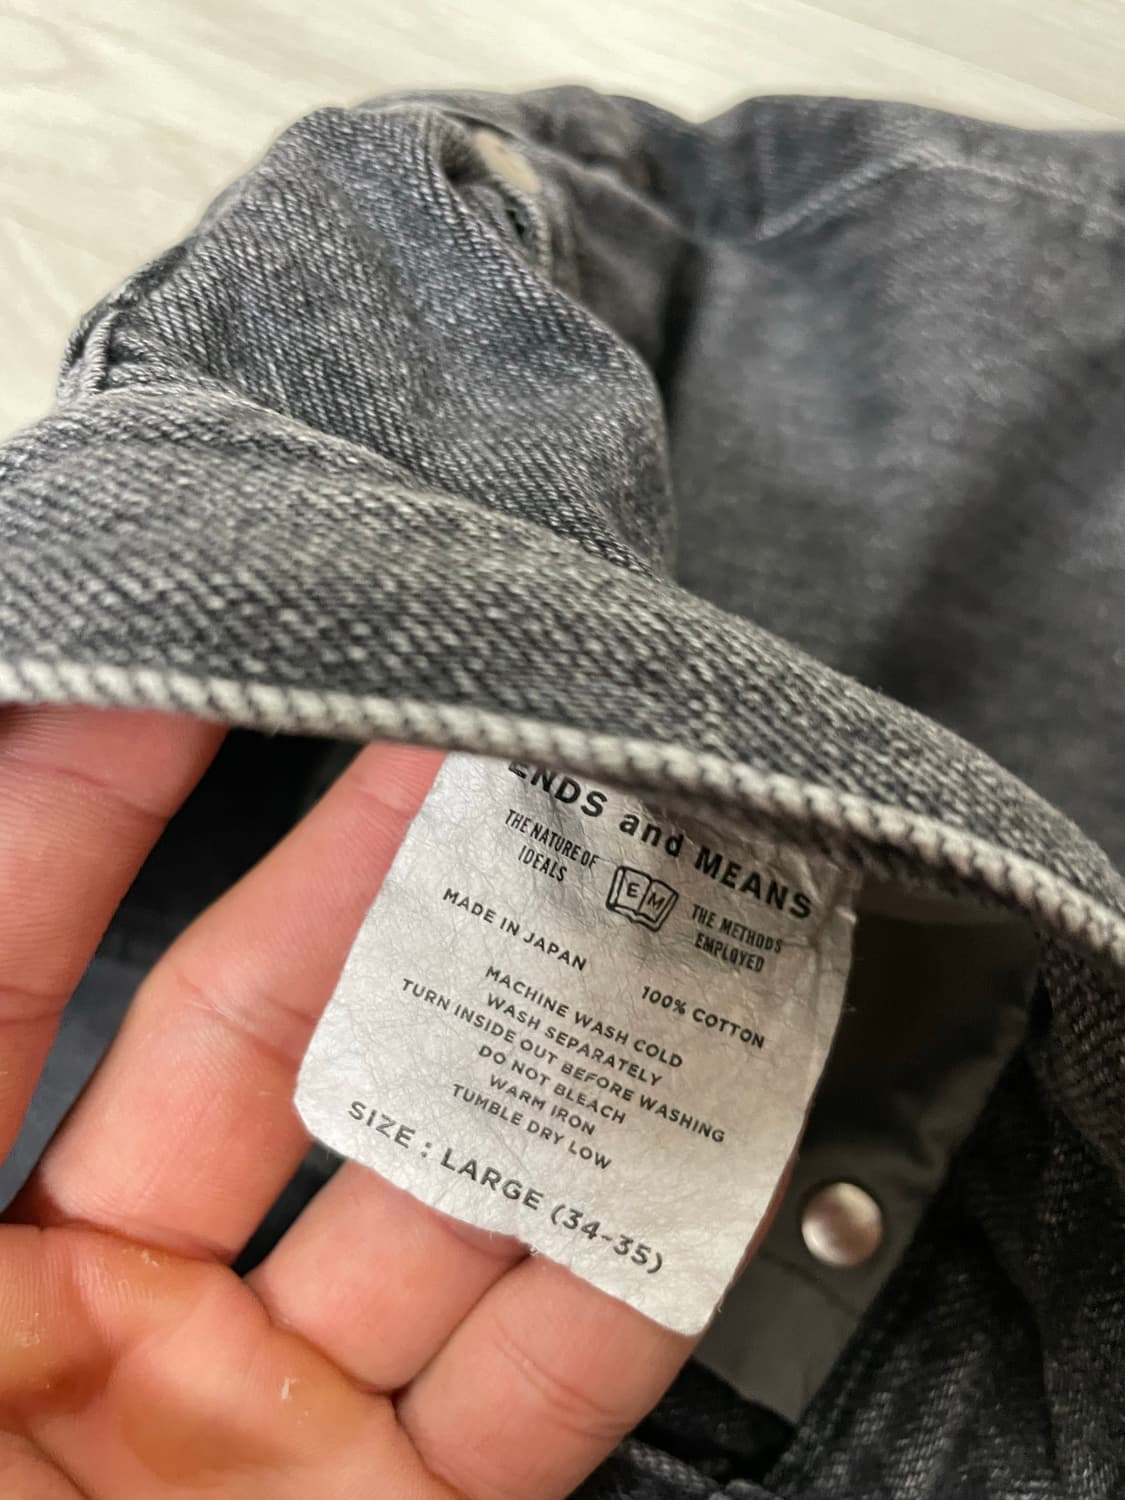 ENDS and MEANS
THE NATURE OF
IDEALS
E M
THE METHODS
EMPLOYED
MADE IN JAPAN
100% COTTON
MACHINE WASH COLD
WASH SEPARATELY
TURN INSIDE OUT BEFORE WASHING
DO NOT BLEACH
WARM IRON
TUMBLE DRY LOW
SIZE : LARGE (34-35)